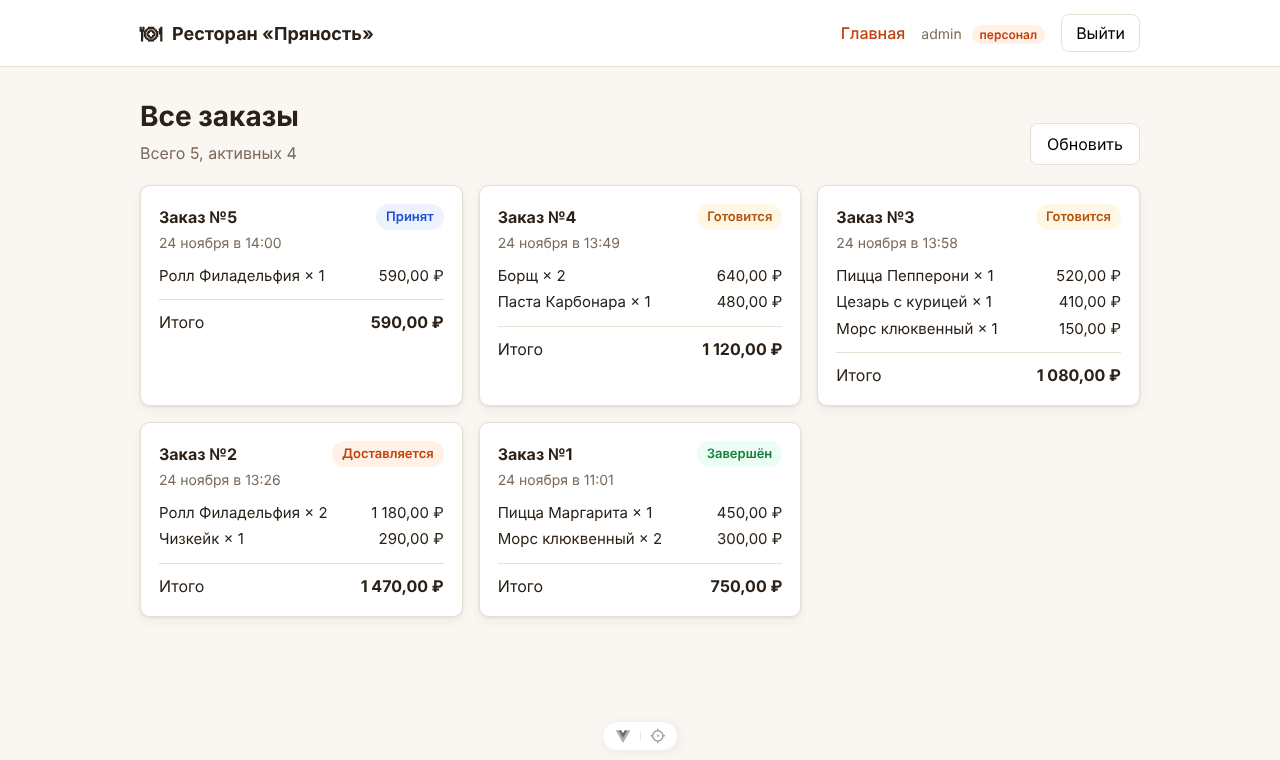 Ресторан «Пряность»
Главная admin персонал Выйти
Все заказы
Всего 5, активных 4
Обновить
Заказ №5 Принят
24 ноября в 14:00
Ролл Филадельфия × 1 590,00 ₽
Итого 590,00 ₽
Заказ №4 Готовится
24 ноября в 13:49
Борщ × 2 640,00 ₽
Паста Карбонара × 1 480,00 ₽
Итого 1 120,00 ₽
Заказ №3 Готовится
24 ноября в 13:58
Пицца Пепперони × 1 520,00 ₽
Цезарь с курицей × 1 410,00 ₽
Морс клюквенный × 1 150,00 ₽
Итого 1 080,00 ₽
Заказ №2 Доставляется
24 ноября в 13:26
Ролл Филадельфия × 2 1 180,00 ₽
Чизкейк × 1 290,00 ₽
Итого 1 470,00 ₽
Заказ №1 Завершён
24 ноября в 11:01
Пицца Маргарита × 1 450,00 ₽
Морс клюквенный × 2 300,00 ₽
Итого 750,00 ₽